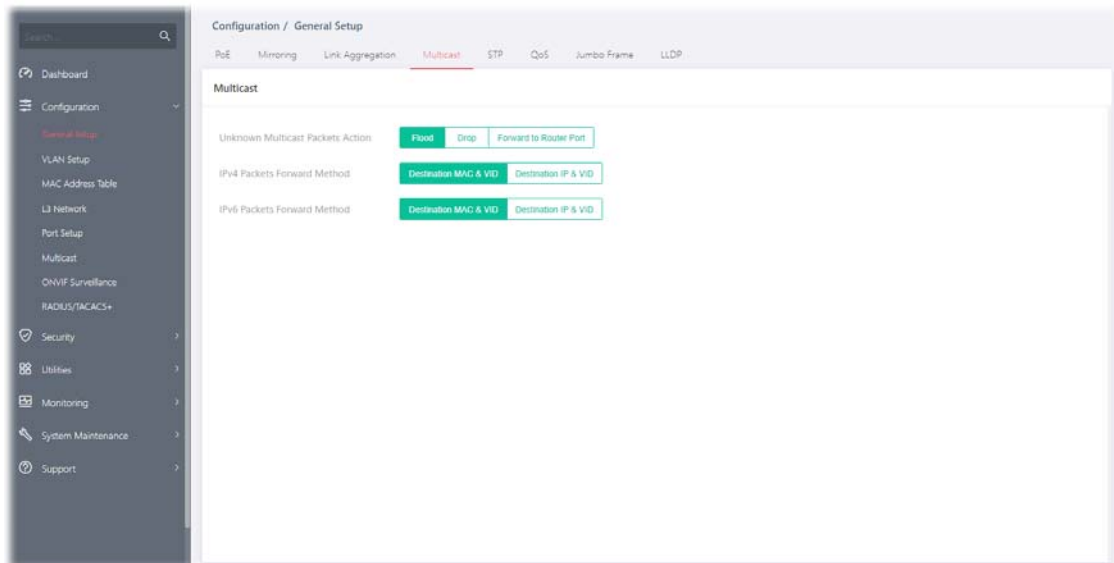 Configuration / General Setup
Search...
PoE Mirroring Link Aggregation Multicast STP QoS Jumbo Frame LLDP
Dashboard
Multicast
Configuration
General Setup
Unknown Multicast Packets Action Flood Drop Forward to Router Port
VLAN Setup
IPv4 Packets Forward Method Destination MAC & VID Destination IP & VID
MAC Address Table
L3 Network
IPv6 Packets Forward Method Destination MAC & VID Destination IP & VID
Port Setup
Multicast
ONVIF Surveillance
RADIUS/TACACS+
Security
Utilities
Monitoring
System Maintenance
Support